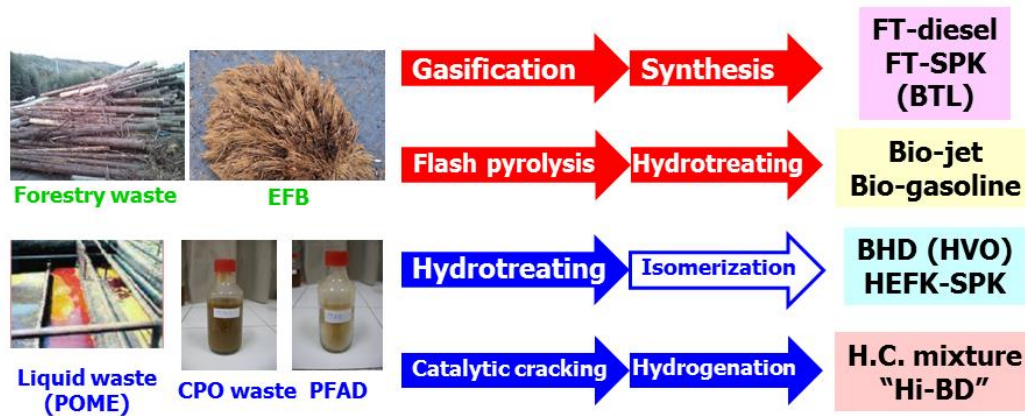 Gasification
Synthesis
FT-diesel
FT-SPK
(BTL)
Forestry waste
EFB
Flash pyrolysis
Hydrotreating
Bio-jet
Bio-gasoline
Hydrotreating
Isomerization
BHD (HVO)
HEFK-SPK
Liquid waste
(POME)
CPO waste
PFAD
Catalytic cracking
Hydrogenation
H.C. mixture
“Hi-BD”